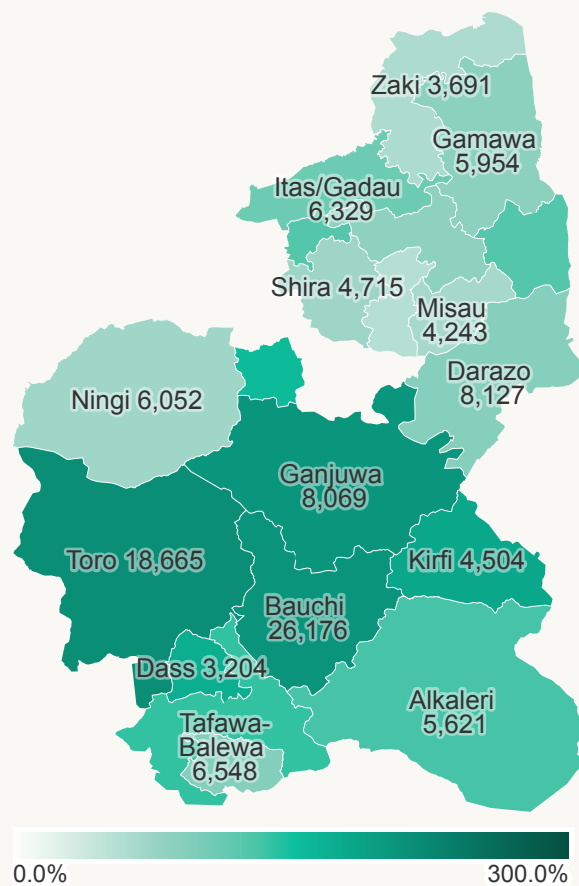 Zaki 3,691
Gamawa
5,954
Itas/Gadau
6,329
Shira 4,715
Misau
4,243
Darazo
8,127
Ningi 6,052
Ganjuwa
8,069
Toro 18,665
Kirfi 4,504
Bauchi
26,176
Dass 3,204
Alkaleri
5,621
Tafawa-
Balewa
6,548
0.0%
300.0%